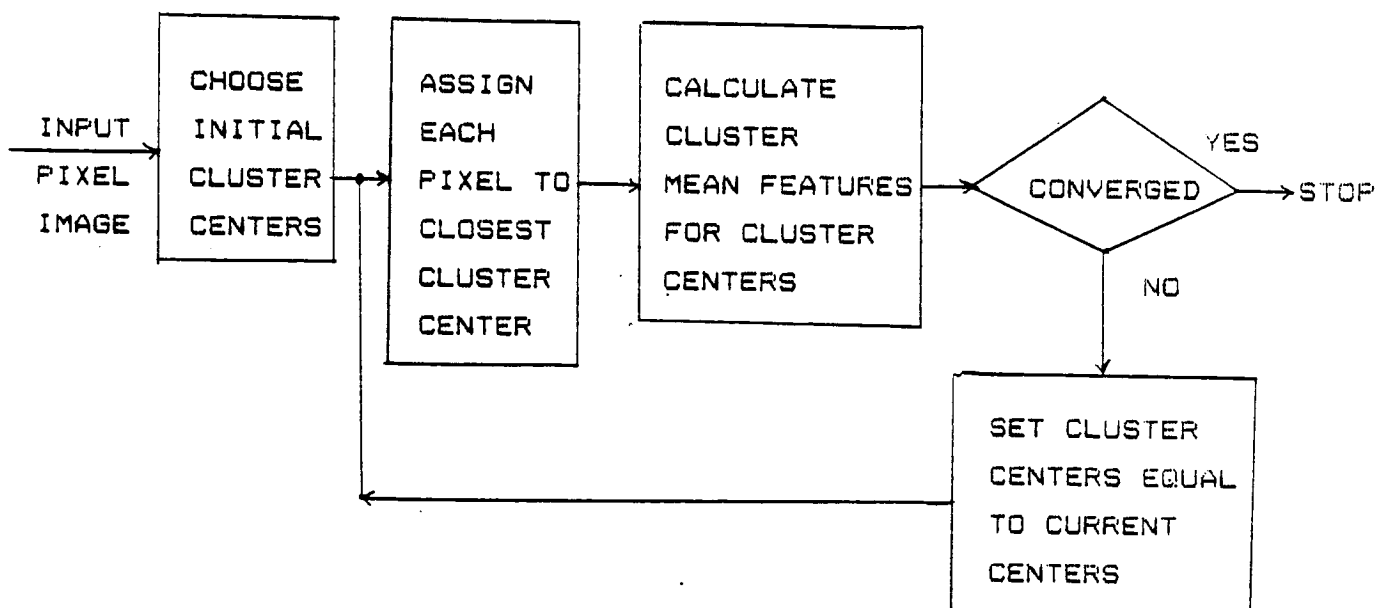 INPUT
PIXEL
IMAGE
CHOOSE
INITIAL
CLUSTER
CENTERS
ASSIGN
EACH
PIXEL TO
CLOSEST
CLUSTER
CENTER
CALCULATE
CLUSTER
MEAN FEATURES
FOR CLUSTER
CENTERS
CONVERGED
YES
STOP
NO
SET CLUSTER
CENTERS EQUAL
TO CURRENT
CENTERS